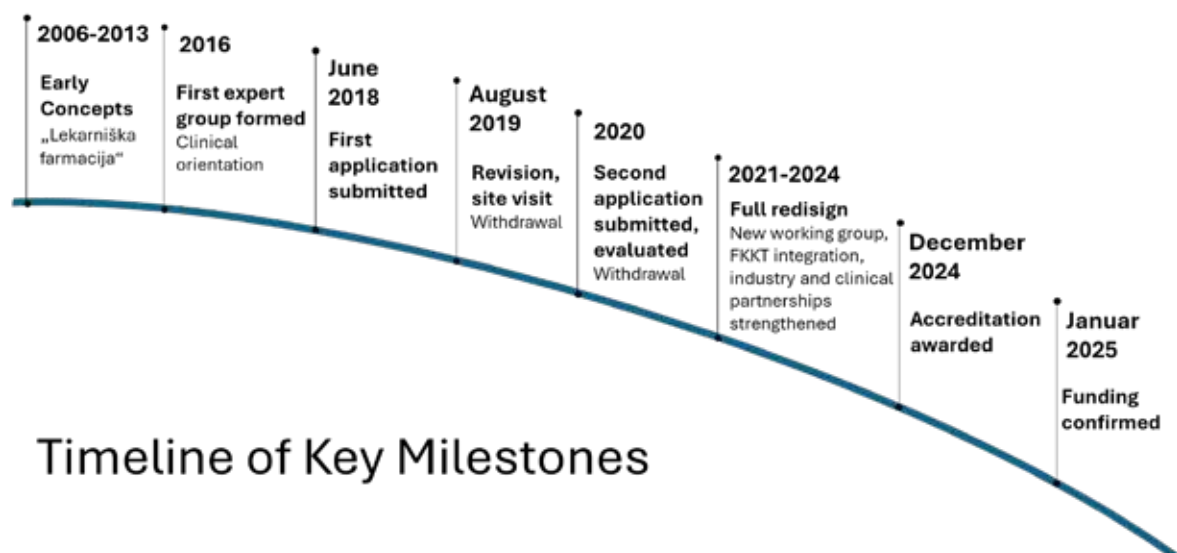 2006-2013
Early
Concepts
„Lekarniška
farmacija“
2016
First expert
group formed
Clinical
orientation
June
2018
First
application
submitted
August
2019
Revision,
site visit
Withdrawal
2020
Second
application
submitted,
evaluated
Withdrawal
2021-2024
Full redisign
New working group,
FKKT integration,
industry and clinical
partnerships
strengthened
December
2024
Accreditation
awarded
Januar
2025
Funding
confirmed
Timeline of Key Milestones